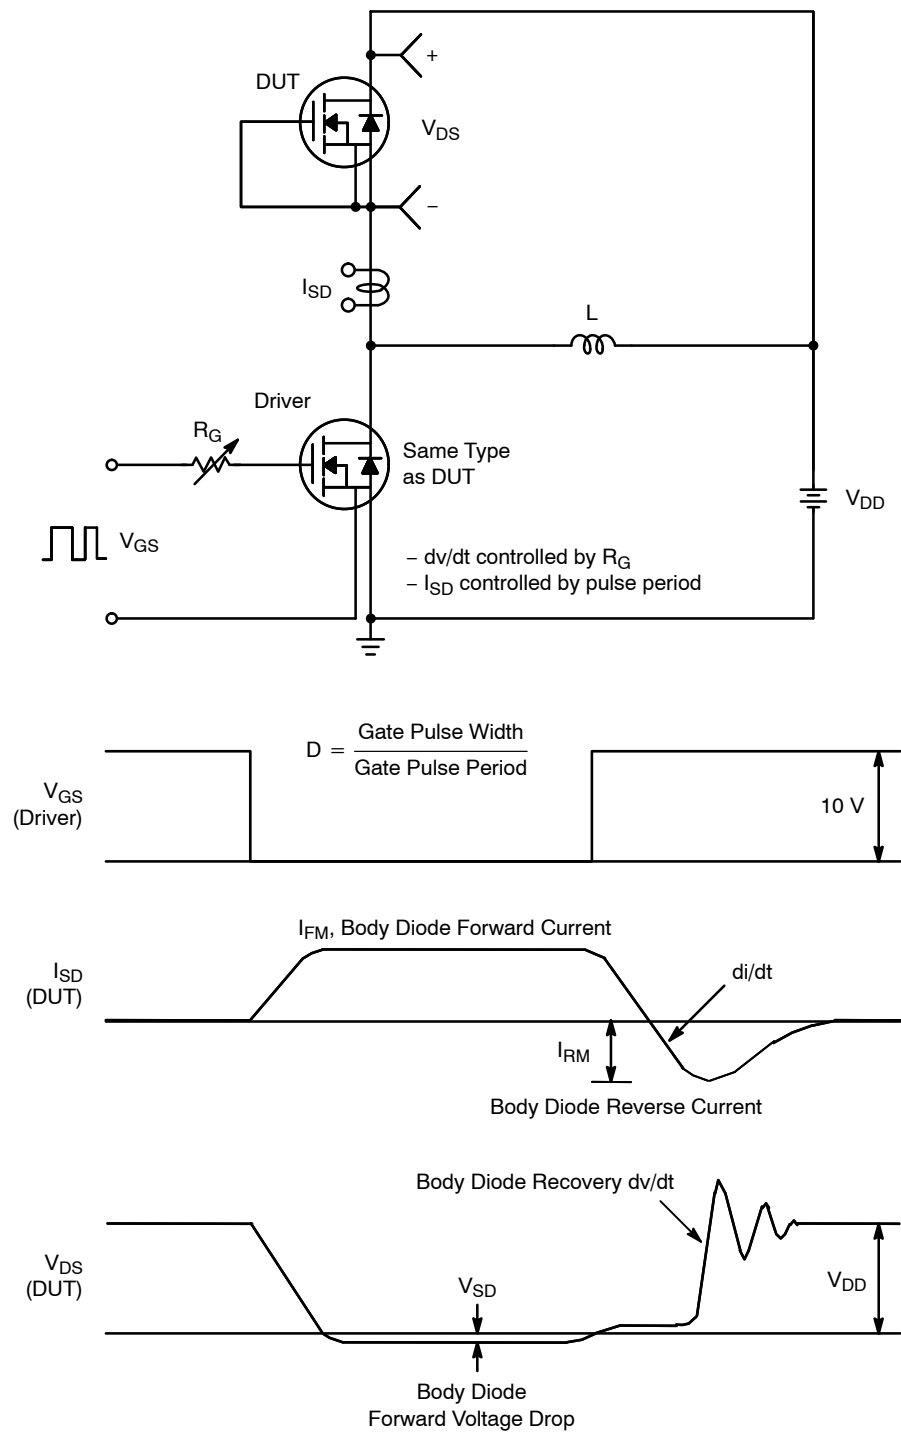 +
DUT
V_DS
−
I_SD
L
Driver
R_G
Same Type
as DUT
V_DD
V_GS
− dv/dt controlled by R_G
− I_SD controlled by pulse period
D = Gate Pulse Width
Gate Pulse Period
V_GS
(Driver)
10 V
I_FM, Body Diode Forward Current
I_SD
(DUT)
di/dt
I_RM
Body Diode Reverse Current
Body Diode Recovery dv/dt
V_DS
(DUT)
V_SD
V_DD
Body Diode
Forward Voltage Drop